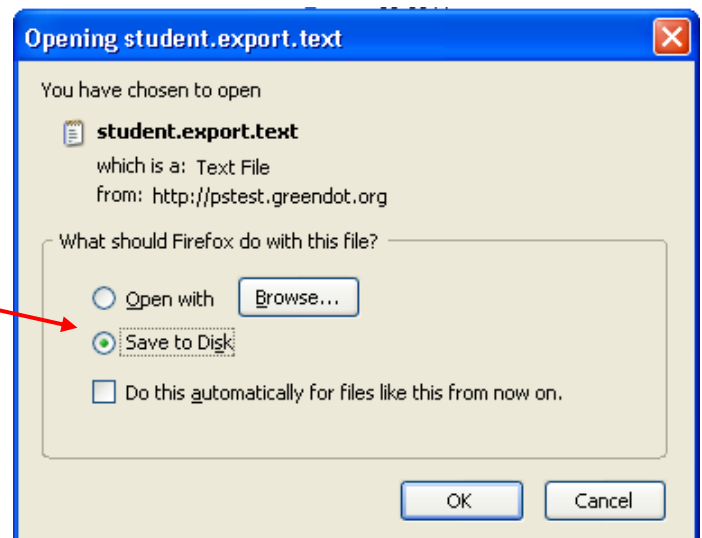 Opening student.export.text
You have chosen to open
student.export.text
which is a: Text File
from: http://pstest.greendot.org
What should Firefox do with this file?
Open with Browse...
Save to Disk
Do this automatically for files like this from now on.
OK Cancel